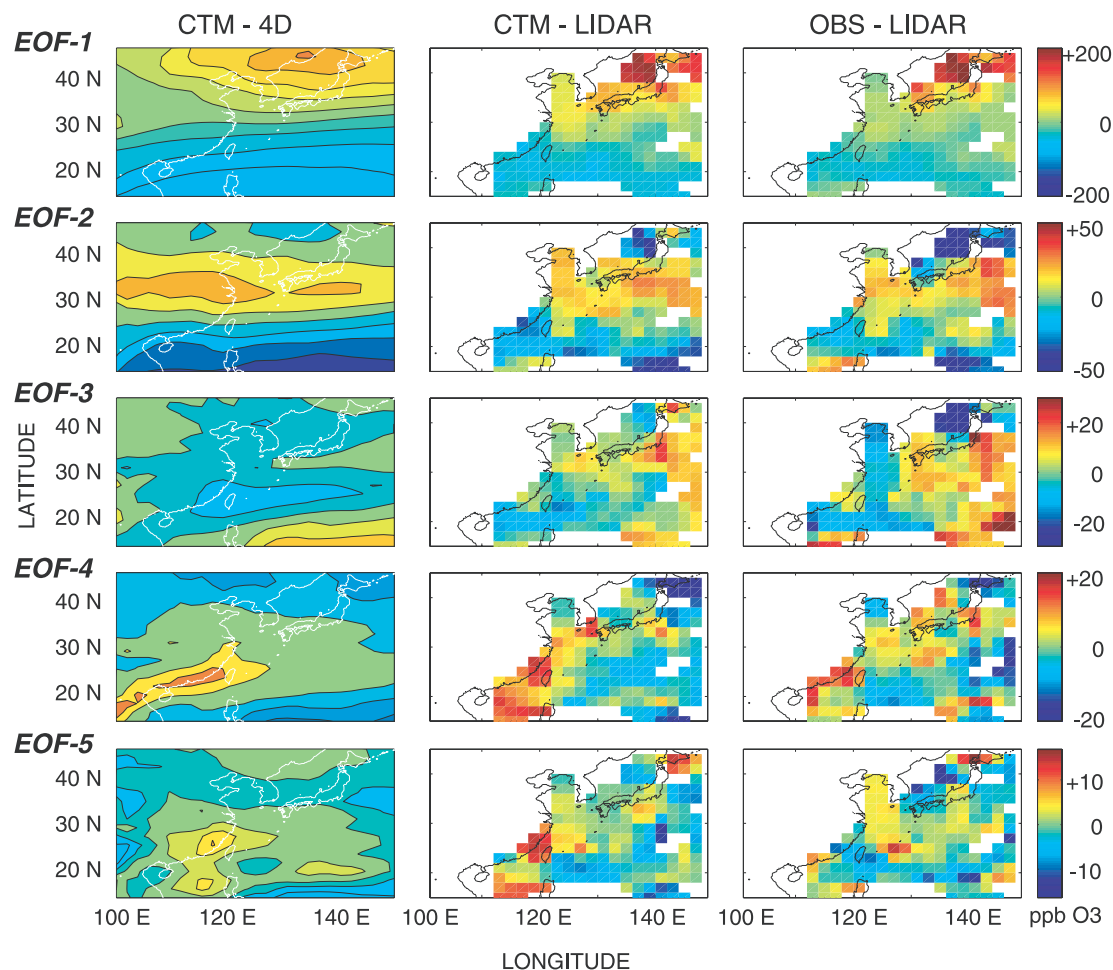 CTM - 4D
CTM - LIDAR
OBS - LIDAR
EOF-1
40 N
30 N
20 N
+200
0
-200
EOF-2
40 N
30 N
20 N
+50
0
-50
EOF-3
40 N
30 N
20 N
+20
0
-20
EOF-4
40 N
30 N
20 N
+20
0
-20
EOF-5
40 N
30 N
20 N
+10
0
-10
LATITUDE
100 E 120 E 140 E
100 E 120 E 140 E
100 E 120 E 140 E
ppb O3
LONGITUDE